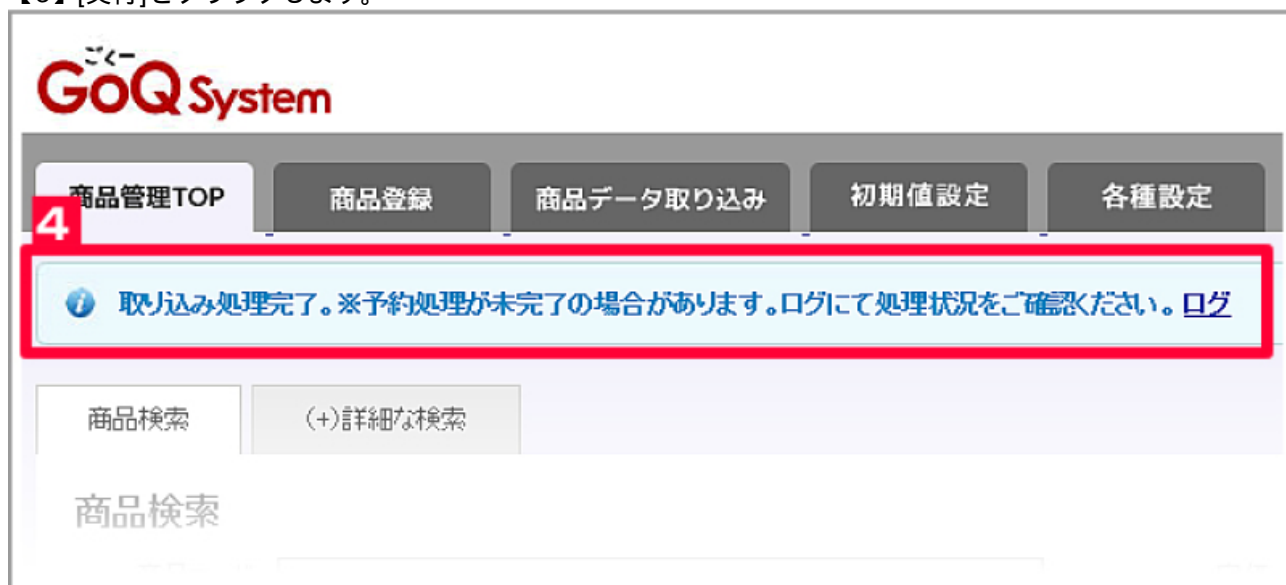 ごくー
GoQ System
商品管理TOP 商品登録 商品データ取り込み 初期値設定 各種設定
4
取り込み処理完了。※予約処理が未完了の場合があります。ログにて処理状況をご確認ください。ログ
商品検索 (+)詳細な検索
商品検索